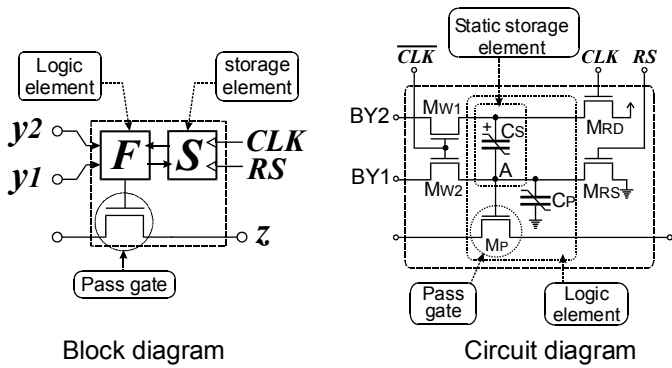 Logic
element
storage
element
y2
y1
F
S
CLK
RS
z
Pass gate
Block diagram
Static storage
element
CLK
CLK
RS
BY2
MW1
+
CS
MRD
BY1
MW2
A
MRS
CP
MP
Pass
gate
Logic
element
Circuit diagram